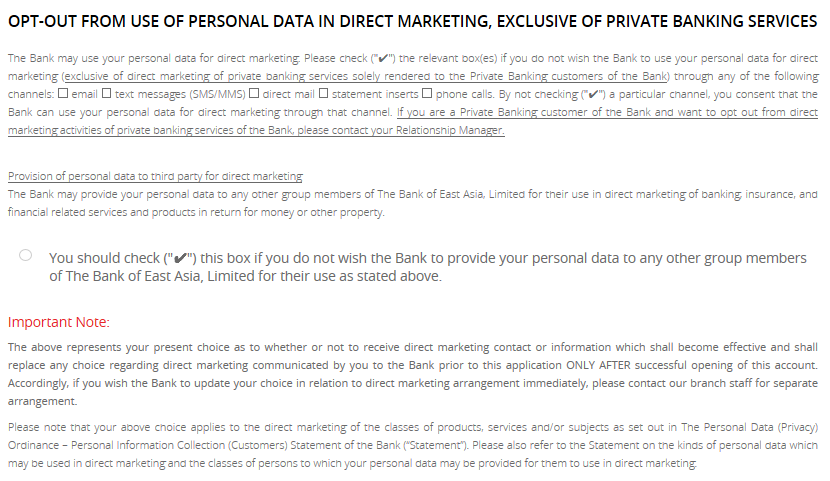 OPT-OUT FROM USE OF PERSONAL DATA IN DIRECT MARKETING, EXCLUSIVE OF PRIVATE BANKING SERVICES
The Bank may use your personal data for direct marketing. Please check ("✔") the relevant box(es) if you do not wish the Bank to use your personal data for direct
marketing (exclusive of direct marketing of private banking services solely rendered to the Private Banking customers of the Bank) through any of the following
channels: ☐ email ☐ text messages (SMS/MMS) ☐ direct mail ☐ statement inserts ☐ phone calls. By not checking ("✔") a particular channel, you consent that the
Bank can use your personal data for direct marketing through that channel. If you are a Private Banking customer of the Bank and want to opt out from direct
marketing activities of private banking services of the Bank, please contact your Relationship Manager.
Provision of personal data to third party for direct marketing
The Bank may provide your personal data to any other group members of The Bank of East Asia, Limited for their use in direct marketing of banking, insurance, and
financial related services and products in return for money or other property.
You should check ("✔") this box if you do not wish the Bank to provide your personal data to any other group members
of The Bank of East Asia, Limited for their use as stated above.
Important Note:
The above represents your present choice as to whether or not to receive direct marketing contact or information which shall become effective and shall
replace any choice regarding direct marketing communicated by you to the Bank prior to this application ONLY AFTER successful opening of this account.
Accordingly, if you wish the Bank to update your choice in relation to direct marketing arrangement immediately, please contact our branch staff for separate
arrangement.
Please note that your above choice applies to the direct marketing of the classes of products, services and/or subjects as set out in The Personal Data (Privacy)
Ordinance – Personal Information Collection (Customers) Statement of the Bank ("Statement"). Please also refer to the Statement on the kinds of personal data which
may be used in direct marketing and the classes of persons to which your personal data may be provided for them to use in direct marketing.